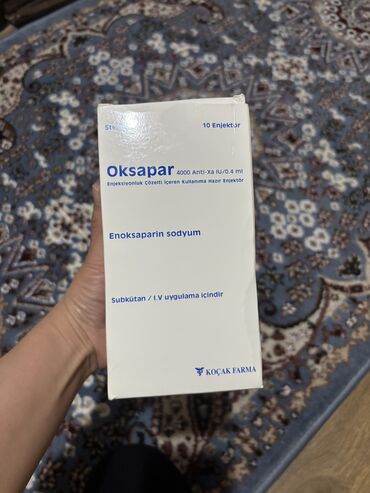 Ste
10 Enjektör
Oksapar 4000 Anti-Xa IU/0.4 ml
Enjeksiyonluk Çözelti İçeren Kullanıma Hazır Enjektör
Enoksaparin sodyum
Subkütan / I.V uygulama içindir
KOÇAK FARMA